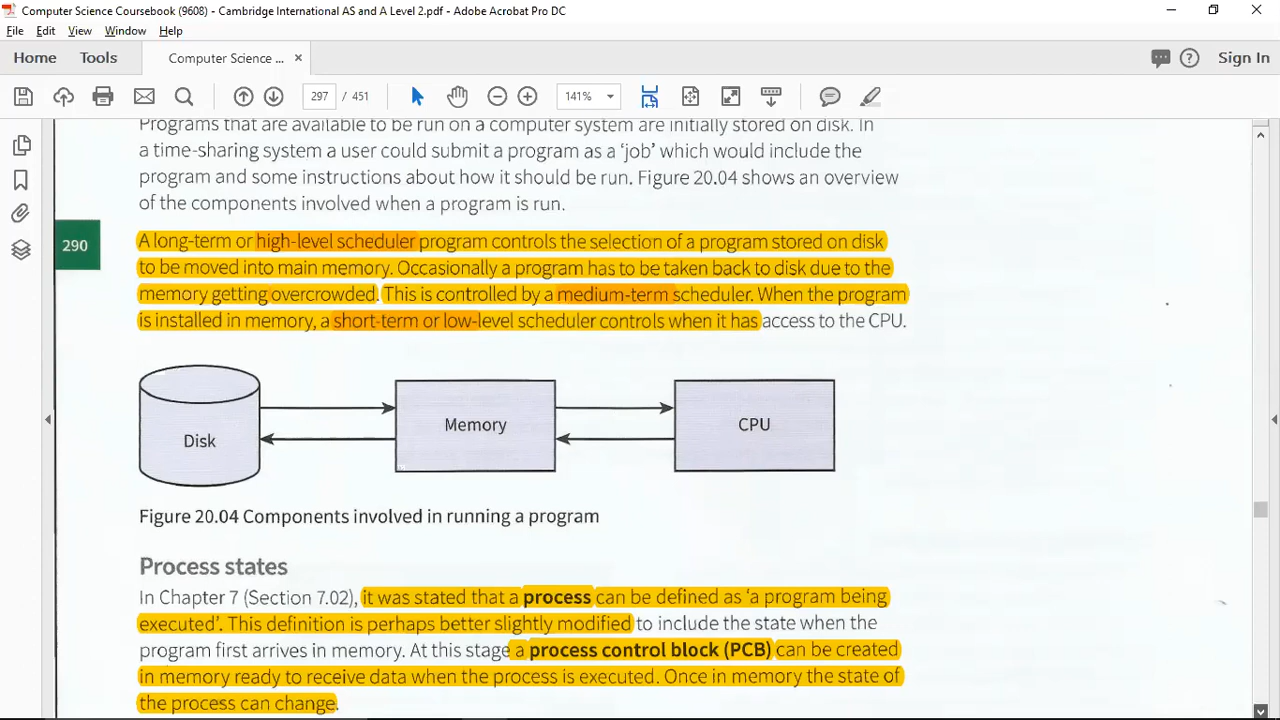 Computer Science Coursebook (9608) - Cambridge International AS and A Level 2.pdf - Adobe Acrobat Pro DC
File Edit View Window Help
Home Tools Computer Science ... × Sign In
297 / 451 141%
Programs that are available to be run on a computer system are initially stored on disk. In
a time-sharing system a user could submit a program as a ‘job’ which would include the
program and some instructions about how it should be run. Figure 20.04 shows an overview
of the components involved when a program is run.
290
A long-term or high-level scheduler program controls the selection of a program stored on disk
to be moved into main memory. Occasionally a program has to be taken back to disk due to the
memory getting overcrowded. This is controlled by a medium-term scheduler. When the program
is installed in memory, a short-term or low-level scheduler controls when it has access to the CPU.
Disk
Memory
CPU
Figure 20.04 Components involved in running a program
Process states
In Chapter 7 (Section 7.02), it was stated that a process can be defined as ‘a program being
executed’. This definition is perhaps better slightly modified to include the state when the
program first arrives in memory. At this stage a process control block (PCB) can be created
in memory ready to receive data when the process is executed. Once in memory the state of
the process can change.